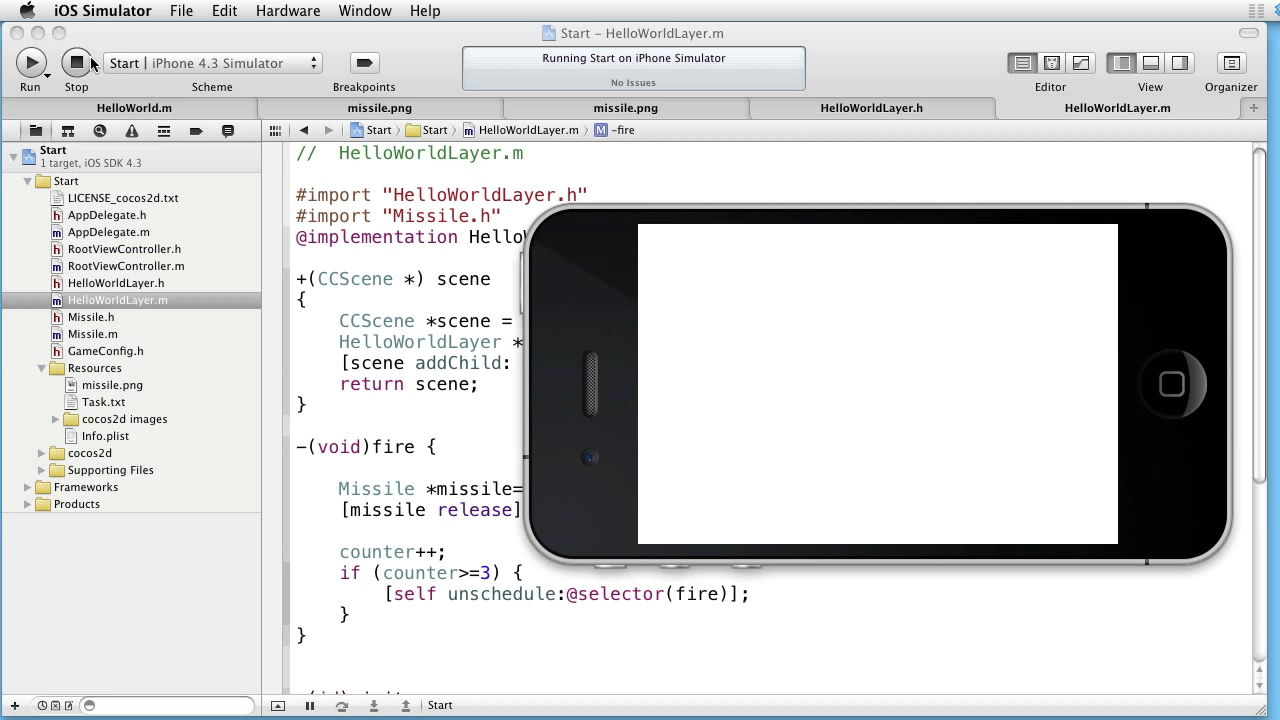 iOS Simulator File Edit Hardware Window Help
Start – HelloWorldLayer.m
Start | iPhone 4.3 Simulator
Running Start on iPhone Simulator
No Issues
Run Stop Scheme Breakpoints Editor View Organizer
HelloWorld.m missile.png missile.png HelloWorldLayer.h HelloWorldLayer.m
Start Start HelloWorldLayer.m M -fire
Start
1 target, iOS SDK 4.3
Start
LICENSE_cocos2d.txt
h AppDelegate.h
m AppDelegate.m
h RootViewController.h
m RootViewController.m
h HelloWorldLayer.h
m HelloWorldLayer.m
h Missile.h
m Missile.m
h GameConfig.h
Resources
missile.png
Task.txt
cocos2d images
Info.plist
cocos2d
Supporting Files
Frameworks
Products
// HelloWorldLayer.m
#import "HelloWorldLayer.h"
#import "Missile.h"
@implementation HelloW
+(CCScene *) scene
{
CCScene *scene =
HelloWorldLayer *
[scene addChild:
return scene;
}
-(void)fire {
Missile *missile=
[missile release]
counter++;
if (counter>=3) {
[self unschedule:@selector(fire)];
}
}
Start